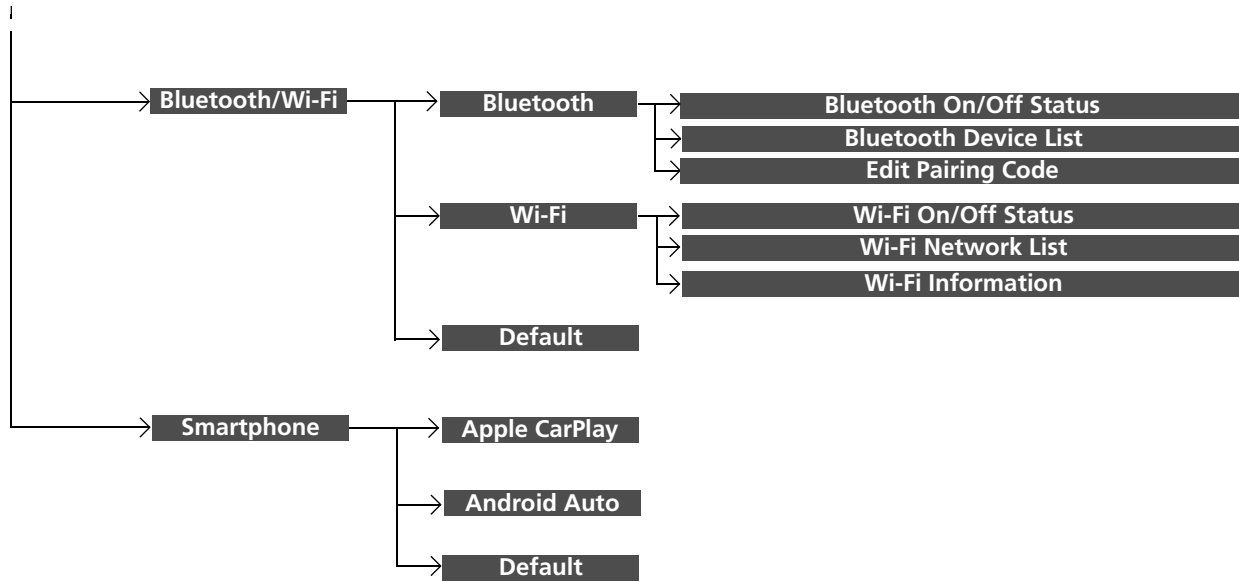 Bluetooth/Wi-Fi
Bluetooth
Bluetooth On/Off Status
Bluetooth Device List
Edit Pairing Code
Wi-Fi
Wi-Fi On/Off Status
Wi-Fi Network List
Wi-Fi Information
Default
Smartphone
Apple CarPlay
Android Auto
Default